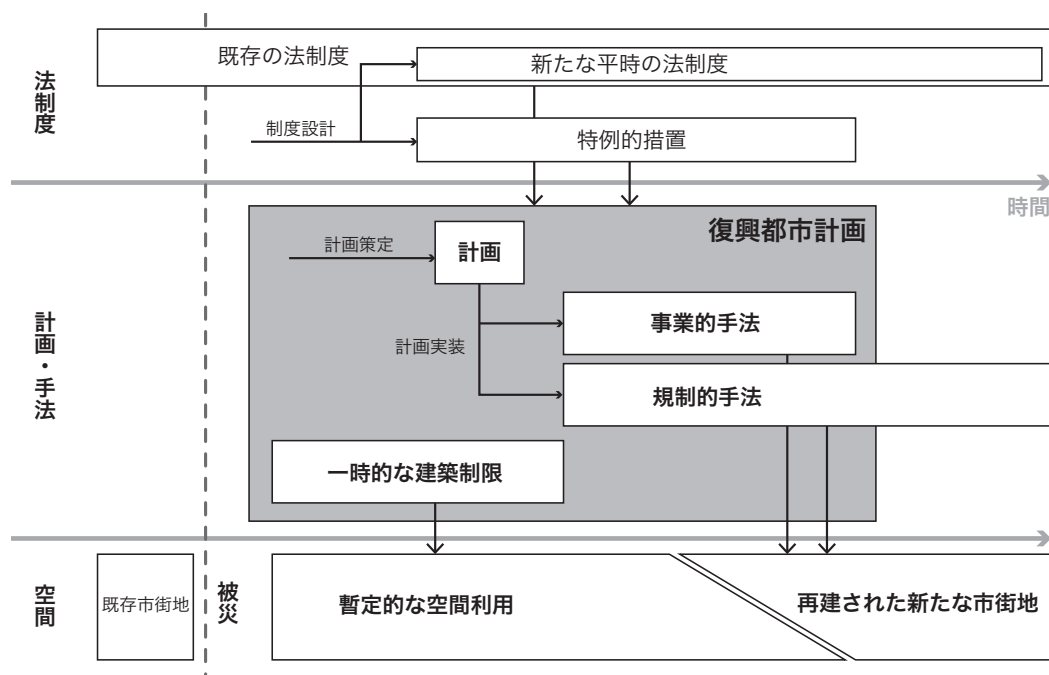 既存の法制度
新たな平時の法制度
法制度
制度設計
特例的措置
時間
復興都市計画
計画策定
計画
計画・手法
事業的手法
計画実装
規制的手法
一時的な建築制限
空間
既存市街地
被災
暫定的な空間利用
再建された新たな市街地